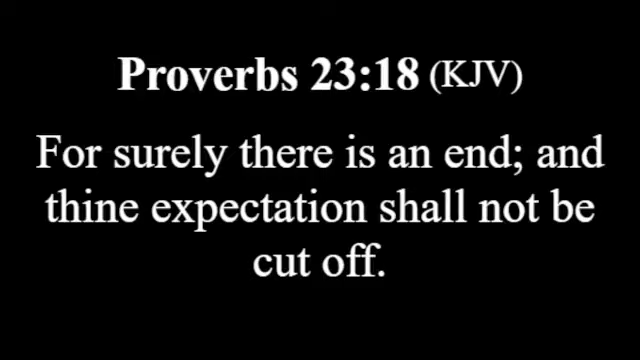 Proverbs 23:18 (KJV)
For surely there is an end; and
thine expectation shall not be
cut off.